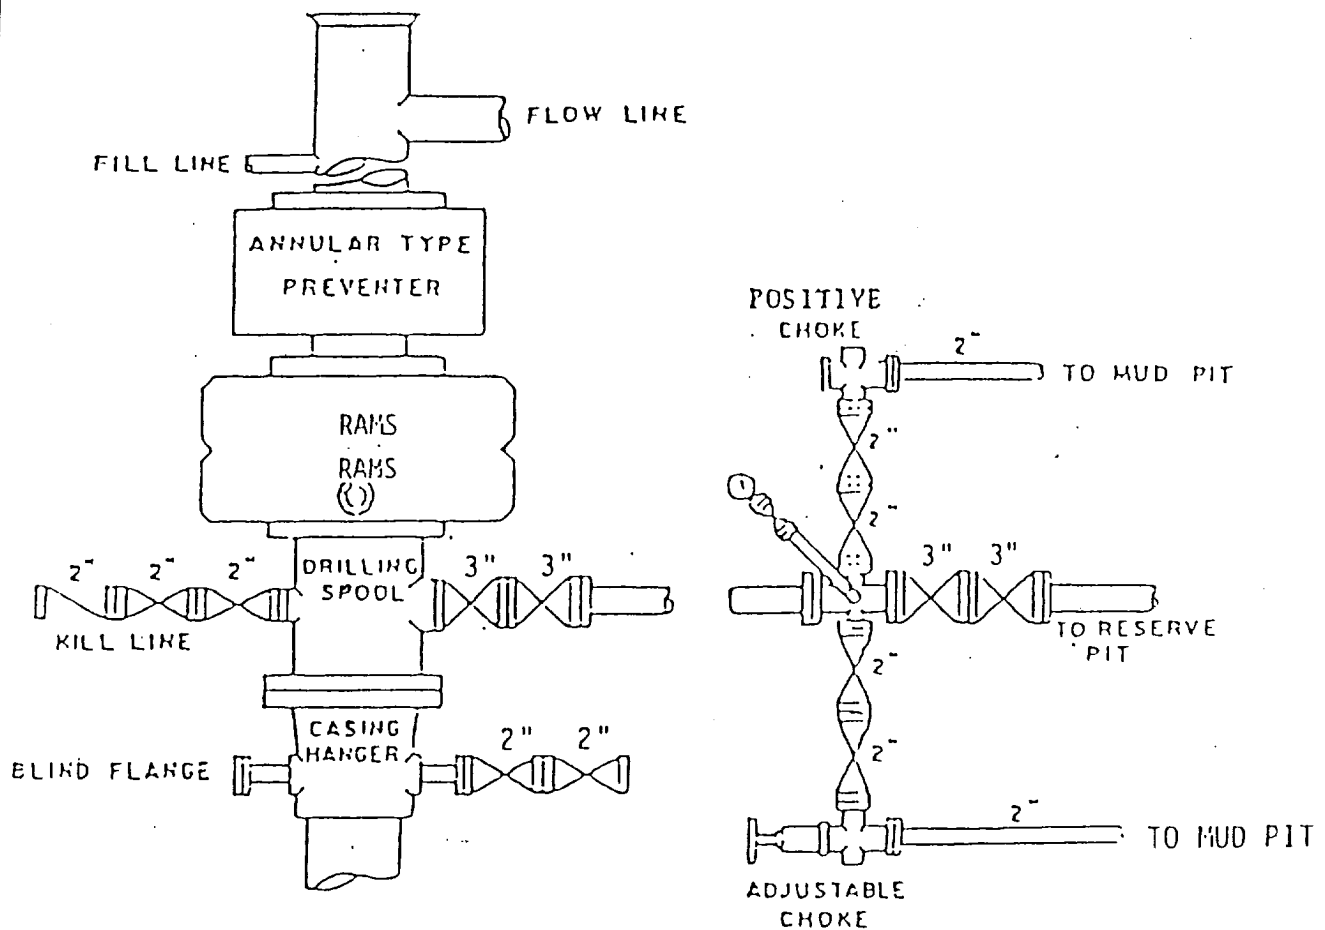 FLOW LINE
FILL LINE
ANNULAR TYPE
PREVENTER
RAMS
RAMS
DRILLING
SPOOL
2" 2" 2"
3" 3"
KILL LINE
CASING
HANGER
2" 2"
BLIND FLANGE
POSITIVE
CHOKE
2"
TO MUD PIT
2"
2"
3" 3"
TO RESERVE
PIT
2"
2"
2"
TO MUD PIT
ADJUSTABLE
CHOKE